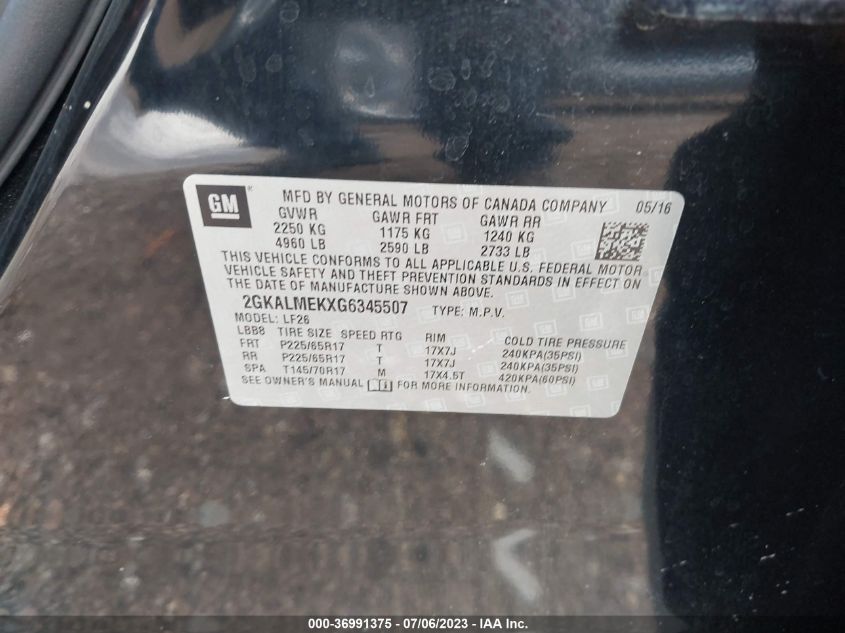 GM
MFD BY GENERAL MOTORS OF CANADA COMPANY 05/16
GVWR GAWR FRT GAWR RR
2250 KG 1175 KG 1240 KG
4960 LB 2590 LB 2733 LB
THIS VEHICLE CONFORMS TO ALL APPLICABLE U.S. FEDERAL MOTOR
VEHICLE SAFETY AND THEFT PREVENTION STANDARDS IN EFFECT ON
THE DATE OF MANUFACTURE SHOWN ABOVE.
2GKALMEKXG6345507 TYPE: M.P.V.
MODEL: LF26
LBB8 TIRE SIZE SPEED RTG RIM COLD TIRE PRESSURE
FRT P225/65R17 T 17X7J 240KPA(35PSI)
RR P225/65R17 T 17X7J 240KPA(35PSI)
SPA T145/70R17 M 17X4.5T 420KPA(60PSI)
SEE OWNER'S MANUAL FOR MORE INFORMATION.
000-36991375 - 07/06/2023 - IAA Inc.